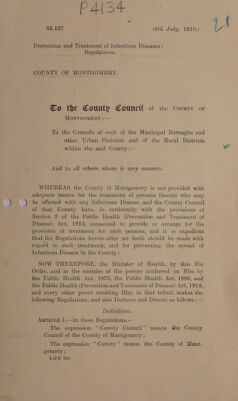 P4134
21
66,107 (8th July, 1919.)
Prevention and Treatment of Infectious Diseases:
Regulations.
COUNTY OF MONTGOMERY.
To the County Council of the COUNTY OF
MONTGOMERY;—
To the Councils of each of the Municipal Boroughs and
other Urban Districts and of the Rural Districts
within the said County;—
And to all others whom it may concern.
WHEREAS the County of Montgomery is not provided with
adequate means for the treatment of persons therein who may
be affected with any Infectious Disease, and the County Council
of that County have, in conformity with the provisions of
Section 3 of the Public Health (Prevention and Treatment of
Disease) Act, 1913, consented to provide or arrange for the
provision of treatment for such persons, and it is expedient
that the Regulations herein-after set forth should be made with
regard to such treatment, and for preventing the spread of
Infectious Disease in the County:
NOW THEREFORE, the Minister of Health, by this His
Order, and in the exercise of the powers conferred on Him by
the Public Health Act, 1875, the Public Health Act, 1896, and
the Public Health (Prevention and Treatment of Disease) Act, 1913,
and every other power enabling Him in that behalf, makes the
following Regulations, and also Declares and Directs as follows:—
Definitions.
ARTICLE I.—in these Regulations,—
The expression "County Council" means the County
Council of the County of Montgomery;
The expression "County" means the County of Mont-
gomery;